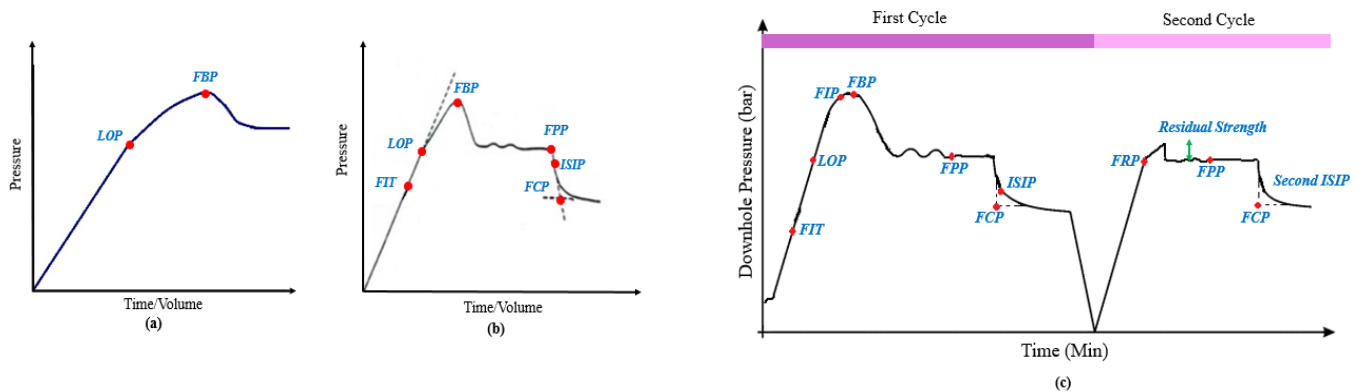 FBP
LOP
Pressure
Time/Volume
(a)
FBP
LOP
FPP
ISIP
FIT
FCP
Pressure
Time/Volume
(b)
First Cycle
Second Cycle
FIP
FBP
Residual Strength
LOP
FPP
FRP
FPP
ISIP
Second ISIP
FCP
FCP
FIT
Downhole Pressure (bar)
Time (Min)
(c)